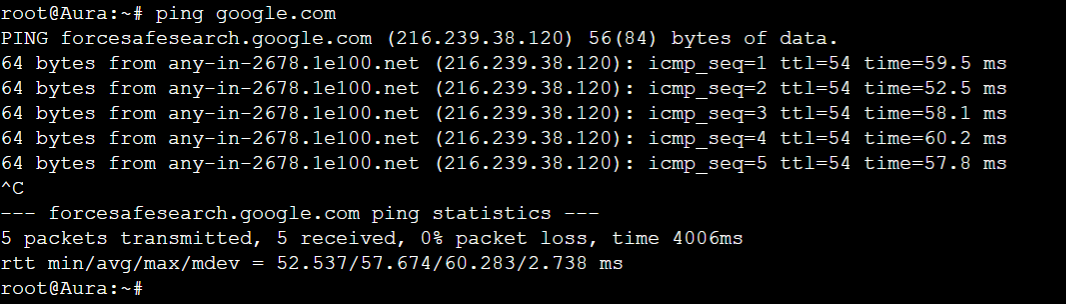 root@Aura:~# ping google.com
PING forcesafesearch.google.com (216.239.38.120) 56(84) bytes of data.
64 bytes from any-in-2678.1e100.net (216.239.38.120): icmp_seq=1 ttl=54 time=59.5 ms
64 bytes from any-in-2678.1e100.net (216.239.38.120): icmp_seq=2 ttl=54 time=52.5 ms
64 bytes from any-in-2678.1e100.net (216.239.38.120): icmp_seq=3 ttl=54 time=58.1 ms
64 bytes from any-in-2678.1e100.net (216.239.38.120): icmp_seq=4 ttl=54 time=60.2 ms
64 bytes from any-in-2678.1e100.net (216.239.38.120): icmp_seq=5 ttl=54 time=57.8 ms
^C
--- forcesafesearch.google.com ping statistics ---
5 packets transmitted, 5 received, 0% packet loss, time 4006ms
rtt min/avg/max/mdev = 52.537/57.674/60.283/2.738 ms
root@Aura:~#